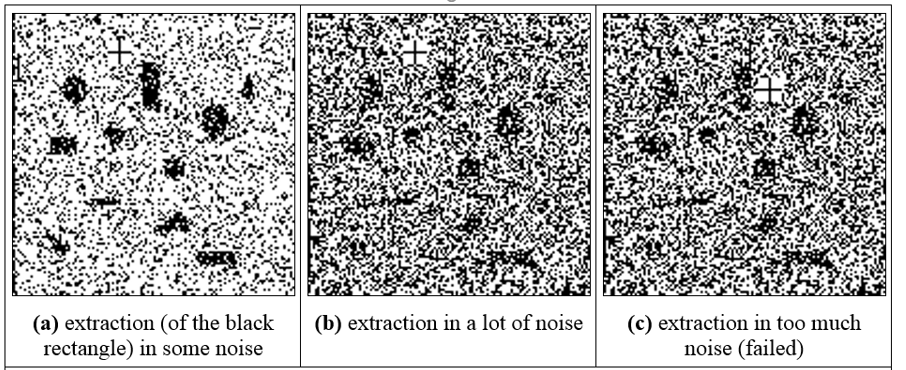 (a) extraction (of the black
rectangle) in some noise
(b) extraction in a lot of noise
(c) extraction in too much
noise (failed)